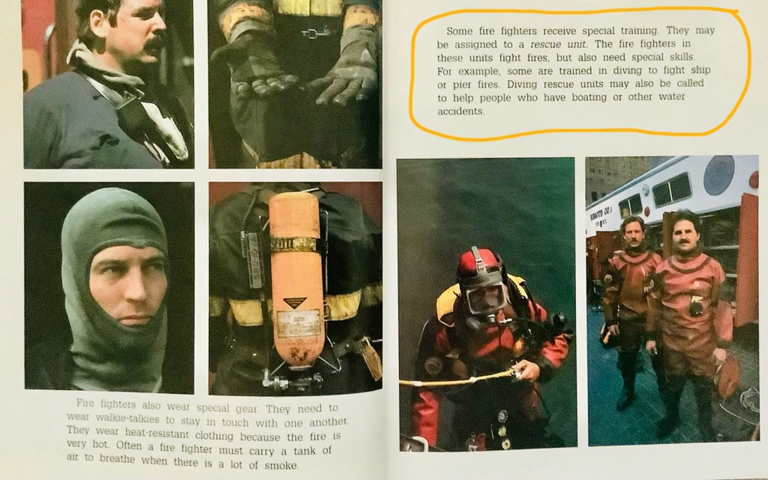 Fire fighters also wear special gear. They need to
wear walkie-talkies to stay in touch with one another.
They wear heat-resistant clothing because the fire is
very hot. Often a fire fighter must carry a tank of
air to breathe when there is a lot of smoke.
Some fire fighters receive special training. They may
be assigned to a rescue unit. The fire fighters in
these units fight fires, but also need special skills.
For example, some are trained in diving to fight ship
or pier fires. Diving rescue units may also be called
to help people who have boating or other water
accidents.